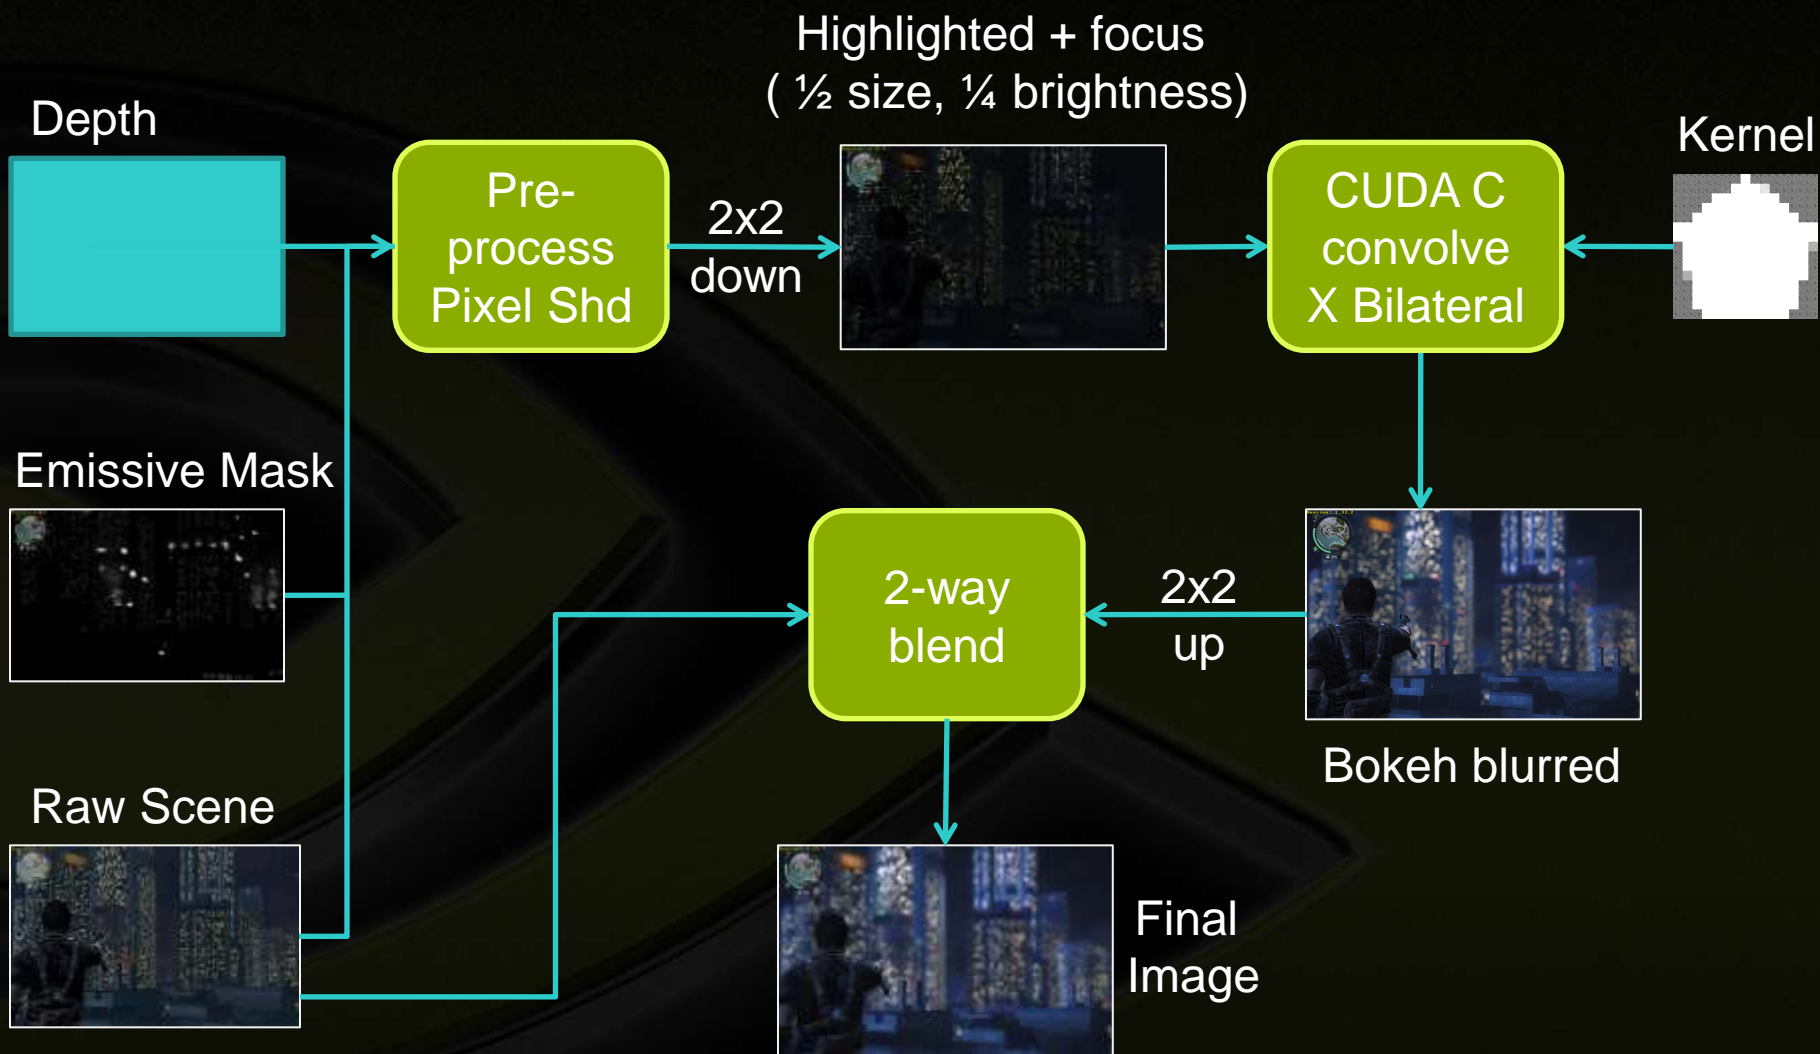 Highlighted + focus
( ½ size, ¼ brightness)
Depth
Kernel
Pre-
process
Pixel Shd
2x2
down
CUDA C
convolve
X Bilateral
Emissive Mask
2-way
blend
2x2
up
Bokeh blurred
Raw Scene
Final
Image